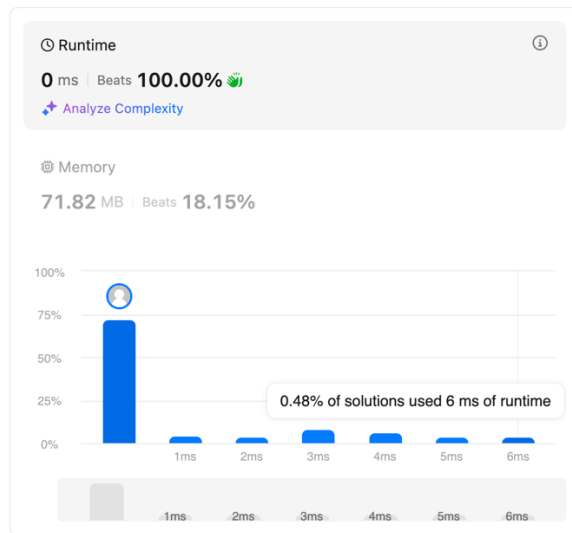 Runtime
0 ms | Beats 100.00%
Analyze Complexity
Memory
71.82 MB | Beats 18.15%
100%
75%
50%
25%
0%
0.48% of solutions used 6 ms of runtime
1ms 2ms 3ms 4ms 5ms 6ms
1ms 2ms 3ms 4ms 5ms 6ms